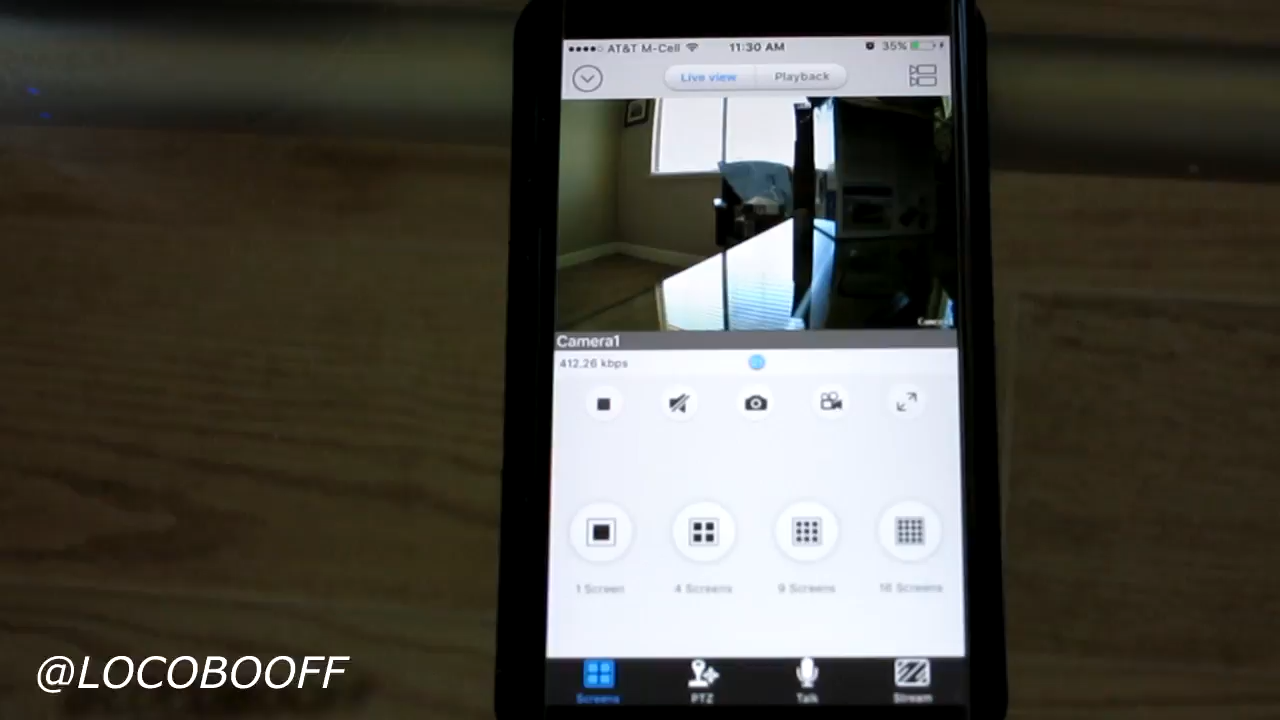 AT&T M-Cell 11:30 AM 35%
Live view Playback
Camera1
Camera1
412.26 kbps
1 Screen 4 Screens 9 Screens 16 Screens
Screens PTZ Talk Stream
@LOCOBOOFF